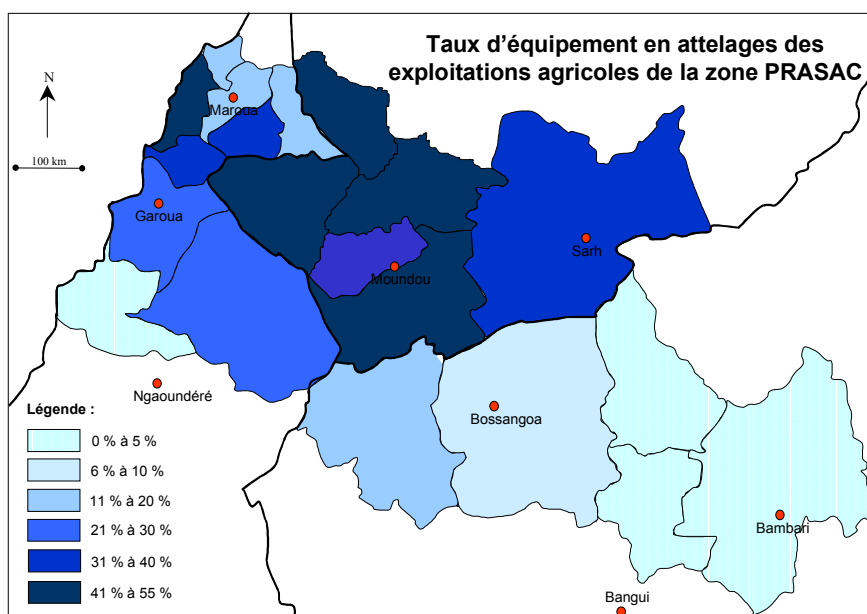 Taux d'équipement en attelages des
exploitations agricoles de la zone PRASAC
N
100 km
Maroua
Garoua
Sarh
Moundou
Ngaoundéré
Bossangoa
Bambari
Bangui
Légende :
0 % à 5 %
6 % à 10 %
11 % à 20 %
21 % à 30 %
31 % à 40 %
41 % à 55 %